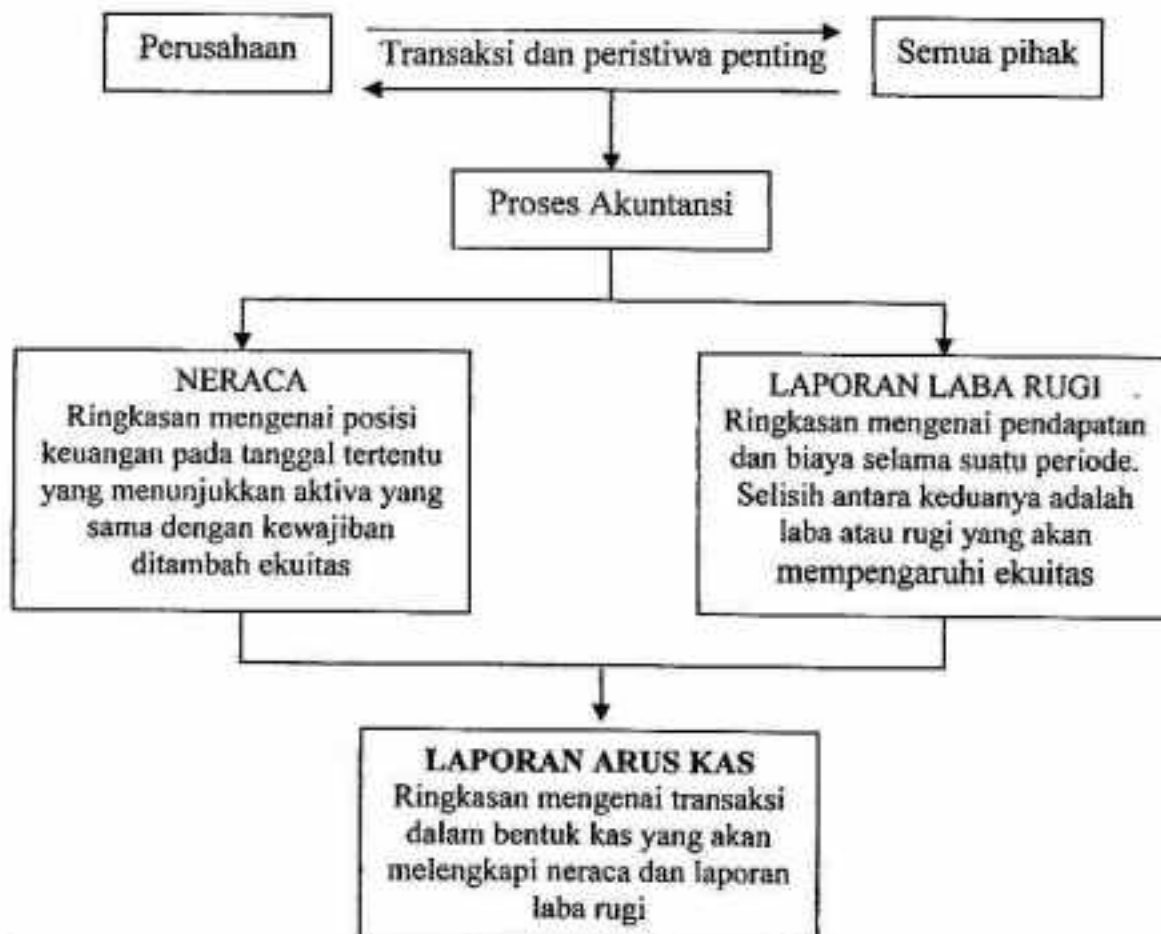 Perusahaan
Transaksi dan peristiwa penting
Semua pihak
Proses Akuntansi
NERACA
Ringkasan mengenai posisi
keuangan pada tanggal tertentu
yang menunjukkan aktiva yang
sama dengan kewajiban
ditambah ekuitas
LAPORAN LABA RUGI
Ringkasan mengenai pendapatan
dan biaya selama suatu periode.
Selisih antara keduanya adalah
laba atau rugi yang akan
mempengaruhi ekuitas
LAPORAN ARUS KAS
Ringkasan mengenai transaksi
dalam bentuk kas yang akan
melengkapi neraca dan laporan
laba rugi